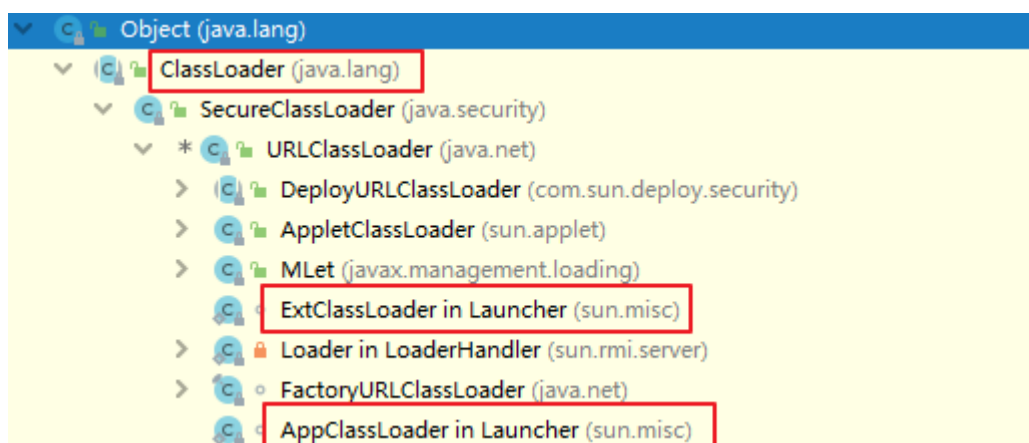 Object (java.lang)
ClassLoader (java.lang)
SecureClassLoader (java.security)
* URLClassLoader (java.net)
DeployURLClassLoader (com.sun.deploy.security)
AppletClassLoader (sun.applet)
MLet (javax.management.loading)
ExtClassLoader in Launcher (sun.misc)
Loader in LoaderHandler (sun.rmi.server)
FactoryURLClassLoader (java.net)
AppClassLoader in Launcher (sun.misc)